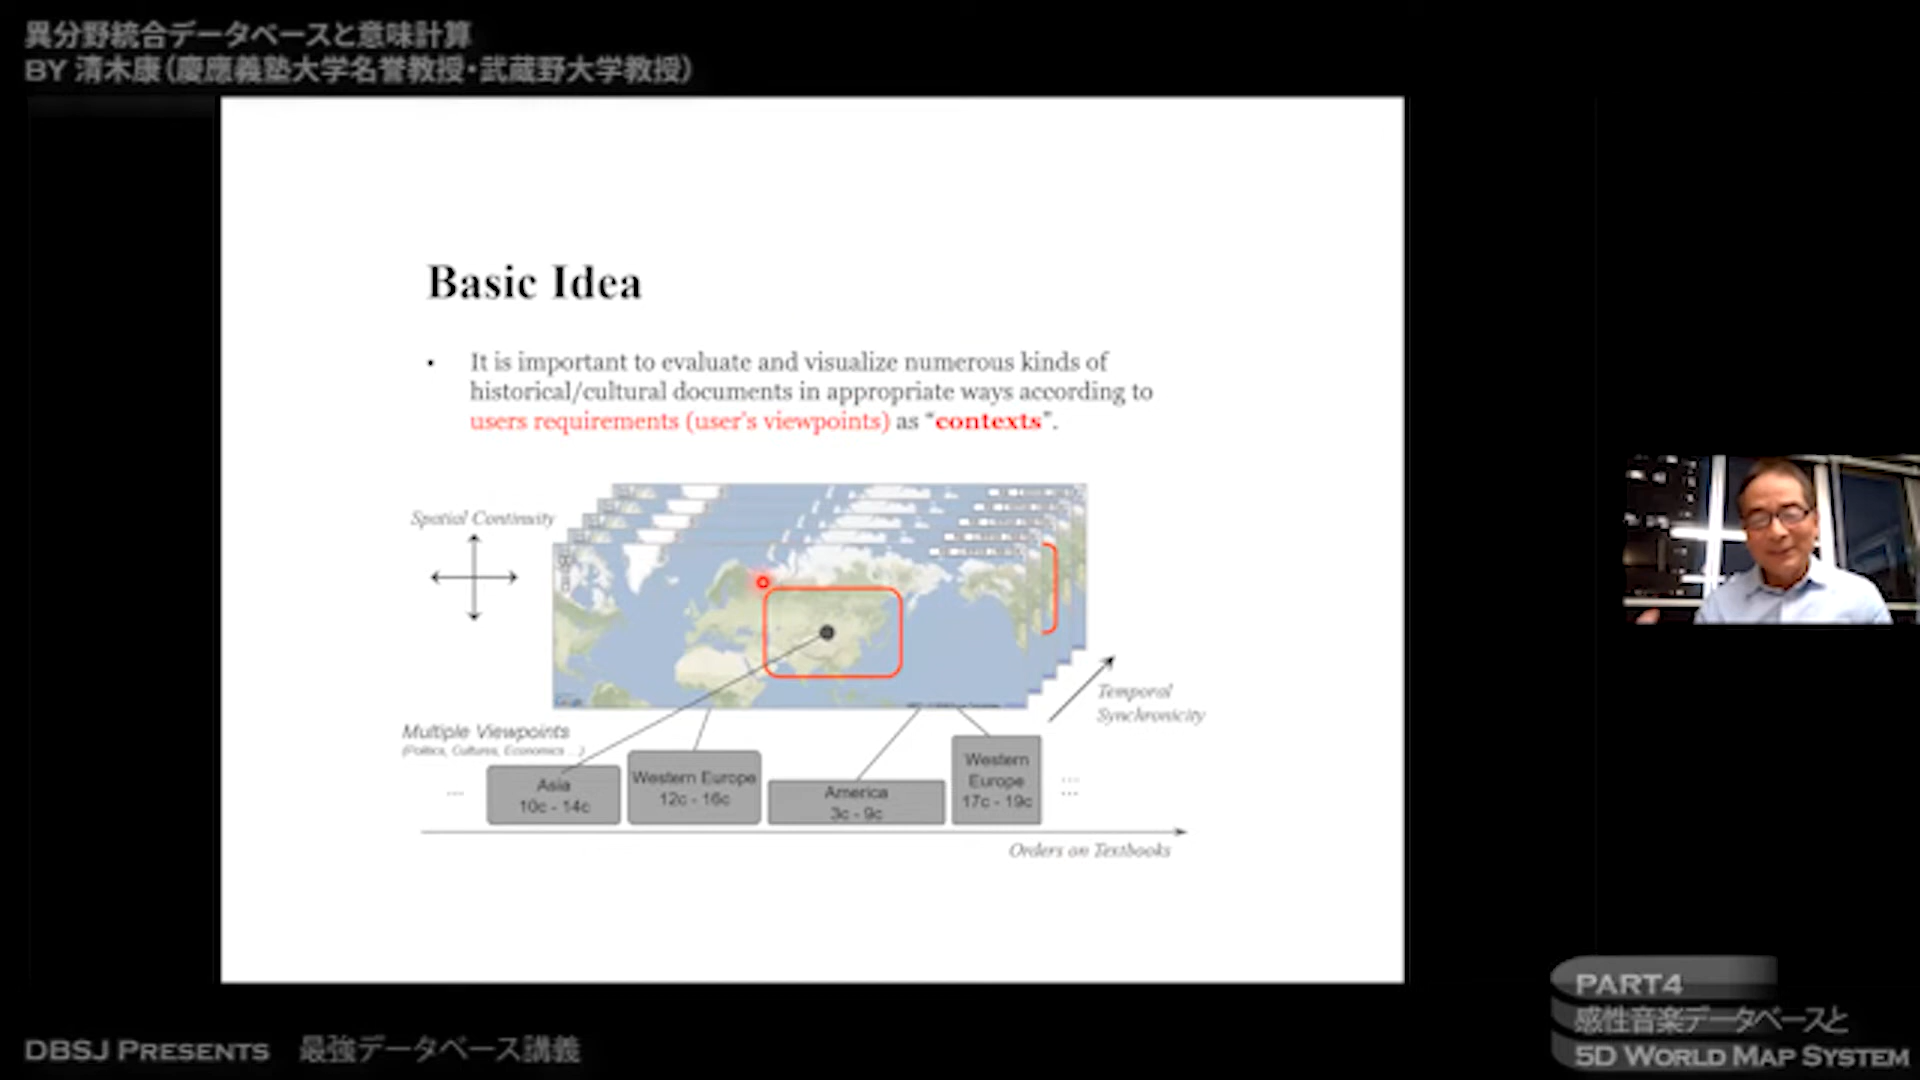 異分野統合データベースと意味計算
BY 清木康(慶應義塾大学名誉教授・武蔵野大学教授)
Basic Idea
• It is important to evaluate and visualize numerous kinds of
historical/cultural documents in appropriate ways according to
users requirements (user's viewpoints) as “contexts”.
Spatial Continuity
Temporal
Synchronicity
Multiple Viewpoints
(Politics, Cultures, Economics ...)
... Asia
10c - 14c
Western Europe
12c - 16c
America
3c - 9c
Western
Europe
17c - 19c
...
...
Orders on Textbooks
PART4
感性音楽データベースと
5D WORLD MAP SYSTEM
DBSJ PRESENTS 最強データベース講義